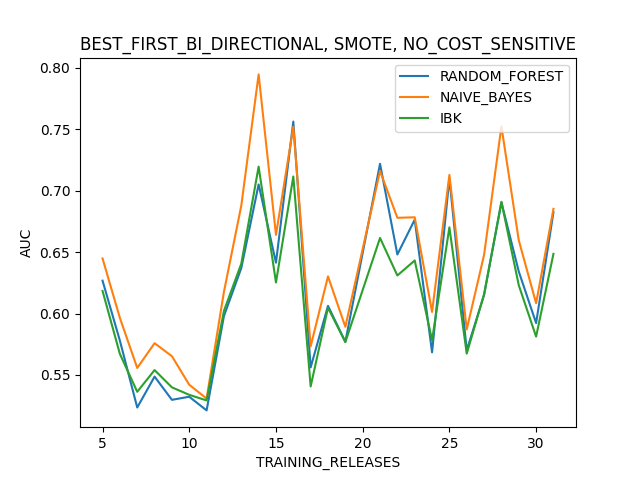 BEST_FIRST_BI_DIRECTIONAL, SMOTE, NO_COST_SENSITIVE
RANDOM_FOREST
NAIVE_BAYES
IBK
AUC
0.80
0.75
0.70
0.65
0.60
0.55
5 10 15 20 25 30
TRAINING_RELEASES